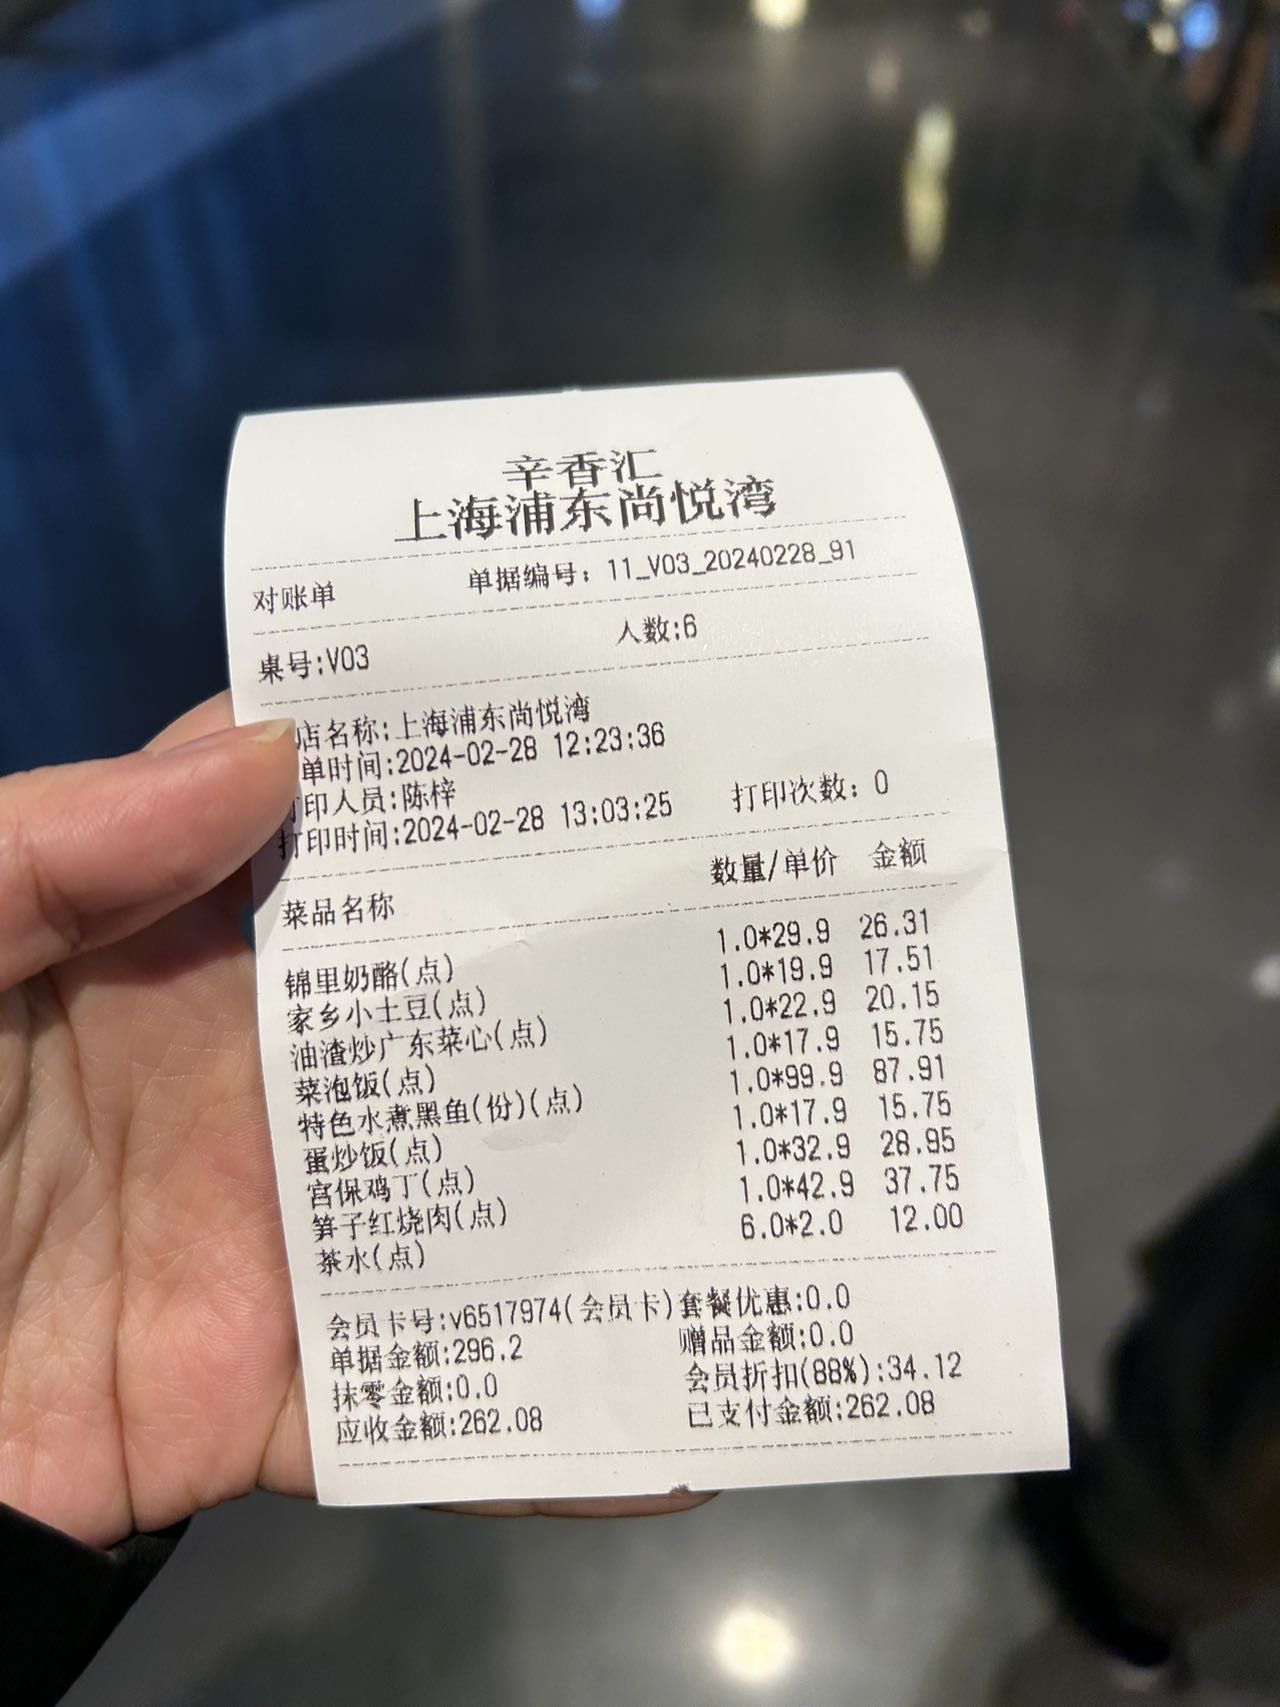 辛香汇
上海浦东尚悦湾
对账单 单据编号：11_V03_20240228_91
桌号:V03 人数:6
店名称:上海浦东尚悦湾
单时间:2024-02-28 12:23:36
打印人员:陈梓
打印时间:2024-02-28 13:03:25 打印次数：0
菜品名称 数量/单价 金额
锦里奶酪(点) 1.0*29.9 26.31
家乡小土豆(点) 1.0*19.9 17.51
油渣炒广东菜心(点) 1.0*22.9 20.15
菜泡饭(点) 1.0*17.9 15.75
特色水煮黑鱼(份)(点) 1.0*99.9 87.91
蛋炒饭(点) 1.0*17.9 15.75
宫保鸡丁(点) 1.0*32.9 28.95
笋子红烧肉(点) 1.0*42.9 37.75
茶水(点) 6.0*2.0 12.00
会员卡号:v6517974(会员卡)套餐优惠:0.0
单据金额:296.2 赠品金额:0.0
抹零金额:0.0 会员折扣(88%):34.12
应收金额:262.08 已支付金额:262.08